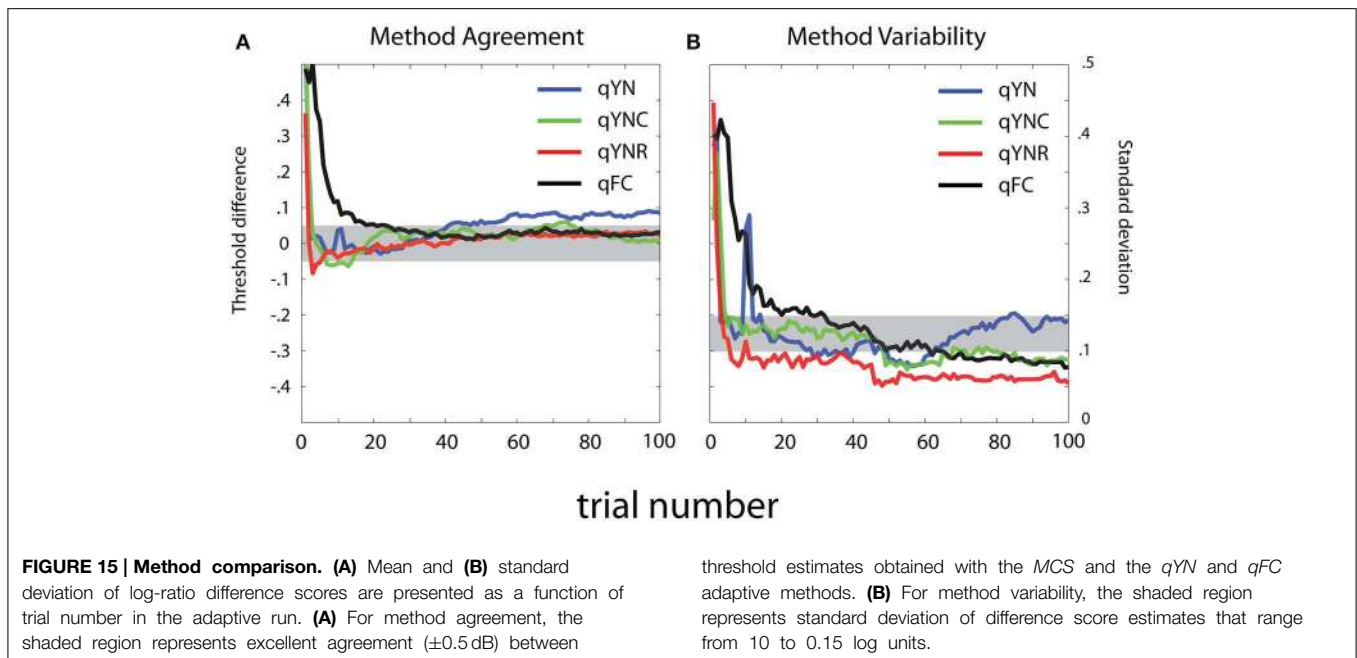 A
Method Agreement
.4
.3
.2
.1
0
-.1
-.2
-.3
-.4
Threshold difference
qYN
qYNC
qYNR
qFC
0
20
40
60
80
100
B
Method Variability
qYN
qYNC
qYNR
qFC
.5
.4
.3
.2
.1
0
Standard deviation
0
20
40
60
80
100
trial number
FIGURE 15 | Method comparison. (A) Mean and (B) standard
deviation of log-ratio difference scores are presented as a function of
trial number in the adaptive run. (A) For method agreement, the
shaded region represents excellent agreement (±0.5 dB) between
threshold estimates obtained with the MCS and the qYN and qFC
adaptive methods. (B) For method variability, the shaded region
represents standard deviation of difference score estimates that range
from 10 to 0.15 log units.